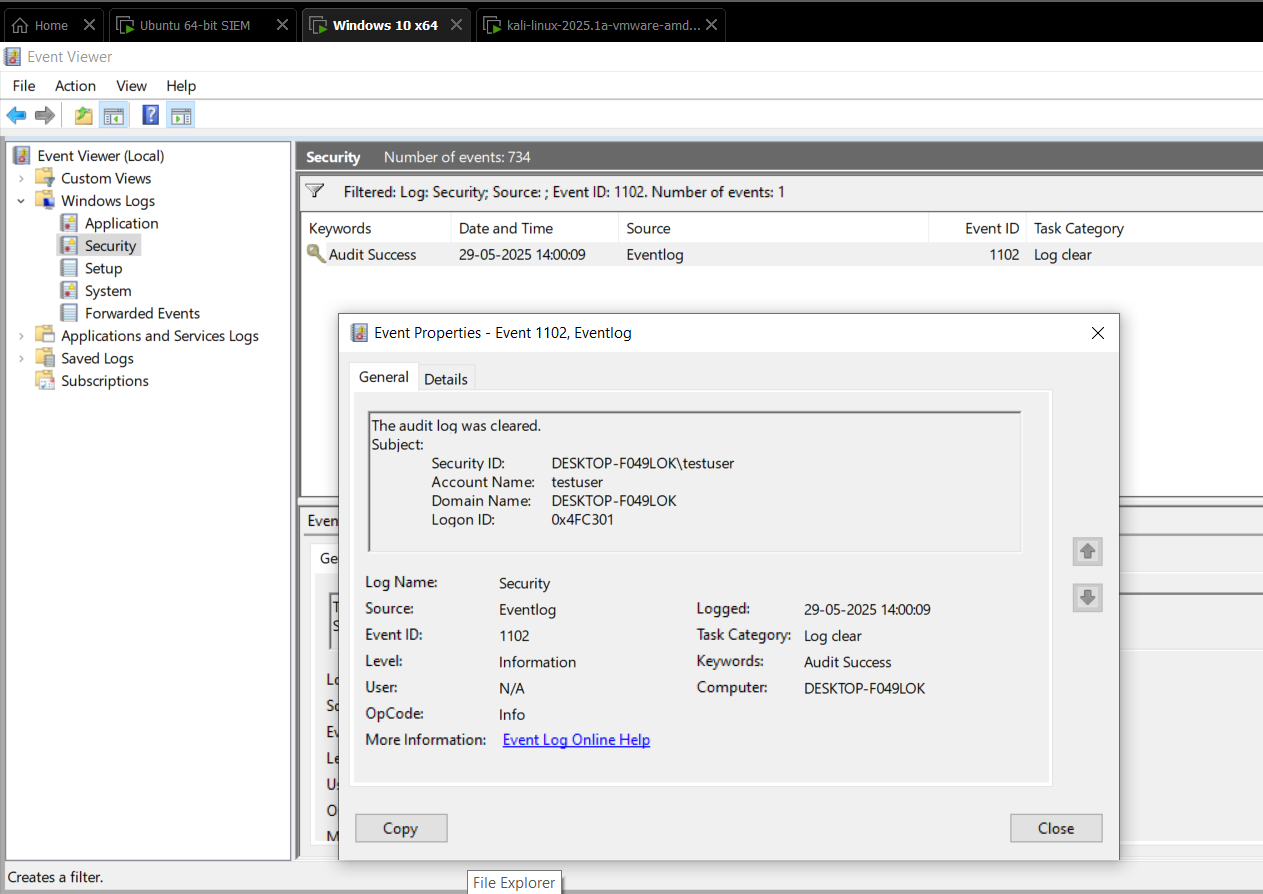 Home Ubuntu 64-bit SIEM Windows 10 x64 kali-linux-2025.1a-vmware-amd...
Event Viewer
File Action View Help
Event Viewer (Local)
Custom Views
Windows Logs
Application
Security
Setup
System
Forwarded Events
Applications and Services Logs
Saved Logs
Subscriptions
Security Number of events: 734
Filtered: Log: Security; Source: ; Event ID: 1102. Number of events: 1
Keywords Date and Time Source Event ID Task Category
Audit Success 29-05-2025 14:00:09 Eventlog 1102 Log clear
Event Properties - Event 1102, Eventlog
General Details
The audit log was cleared.
Subject:
Security ID: DESKTOP-F049LOK\testuser
Account Name: testuser
Domain Name: DESKTOP-F049LOK
Logon ID: 0x4FC301
Log Name: Security
Source: Eventlog Logged: 29-05-2025 14:00:09
Event ID: 1102 Task Category: Log clear
Level: Information Keywords: Audit Success
User: N/A Computer: DESKTOP-F049LOK
OpCode: Info
More Information: Event Log Online Help
Copy Close
Creates a filter.
File Explorer